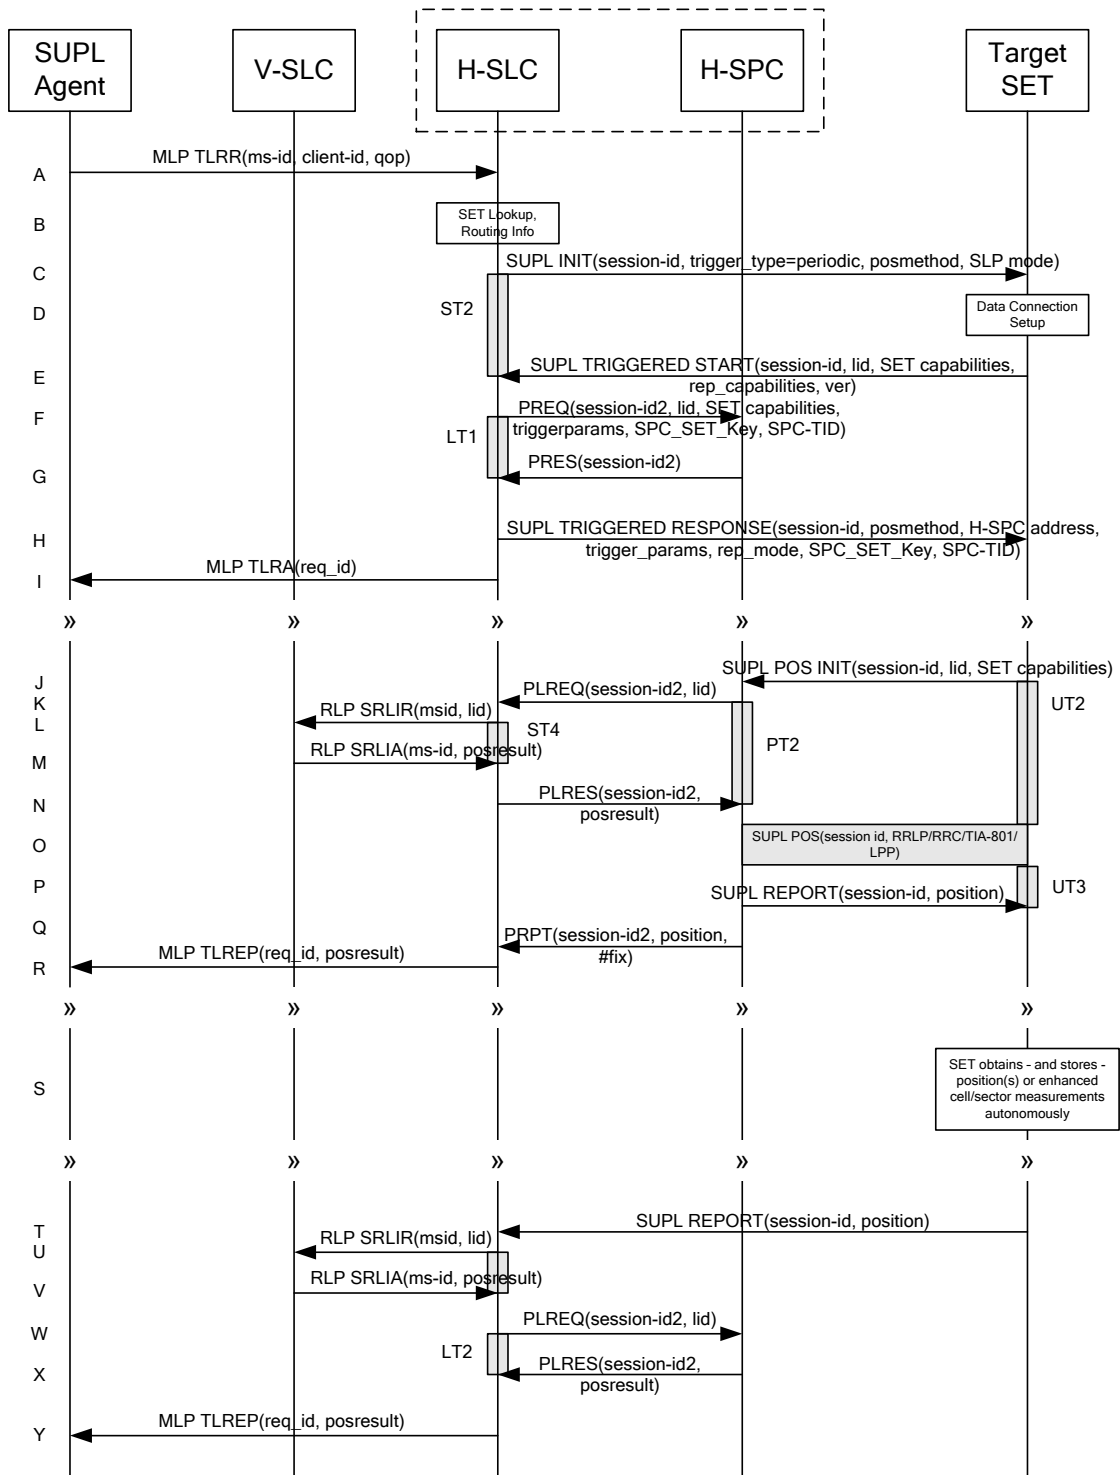 SUPL
Agent
V-SLC
H-SLC
H-SPC
Target
SET
A
MLP TLRR(ms-id, client-id, qop)
B
SET Lookup,
Routing Info
C
SUPL INIT(session-id, trigger_type=periodic, posmethod, SLP mode)
D
ST2
Data Connection
Setup
E
SUPL TRIGGERED START(session-id, lid, SET capabilities,
rep_capabilities, ver)
F
PREQ(session-id2, lid, SET capabilities,
triggerparams, SPC_SET_Key, SPC-TID)
LT1
G
PRES(session-id2)
H
SUPL TRIGGERED RESPONSE(session-id, posmethod, H-SPC address,
trigger_params, rep_mode, SPC_SET_Key, SPC-TID)
I
MLP TLRA(req_id)
»
»
»
»
»
J
SUPL POS INIT(session-id, lid, SET capabilities)
K
PLREQ(session-id2, lid)
UT2
L
RLP SRLIR(msid, lid)
ST4
PT2
M
RLP SRLIA(ms-id, posresult)
N
PLRES(session-id2,
posresult)
O
SUPL POS(session id, RRLP/RRC/TIA-801/
LPP)
P
SUPL REPORT(session-id, position)
UT3
Q
PRPT(session-id2, position,
#fix)
R
MLP TLREP(req_id, posresult)
»
»
»
»
»
S
SET obtains - and stores -
position(s) or enhanced
cell/sector measurements
autonomously
»
»
»
»
»
T
SUPL REPORT(session-id, position)
U
RLP SRLIR(msid, lid)
V
RLP SRLIA(ms-id, posresult)
W
PLREQ(session-id2, lid)
LT2
X
PLRES(session-id2,
posresult)
Y
MLP TLREP(req_id, posresult)